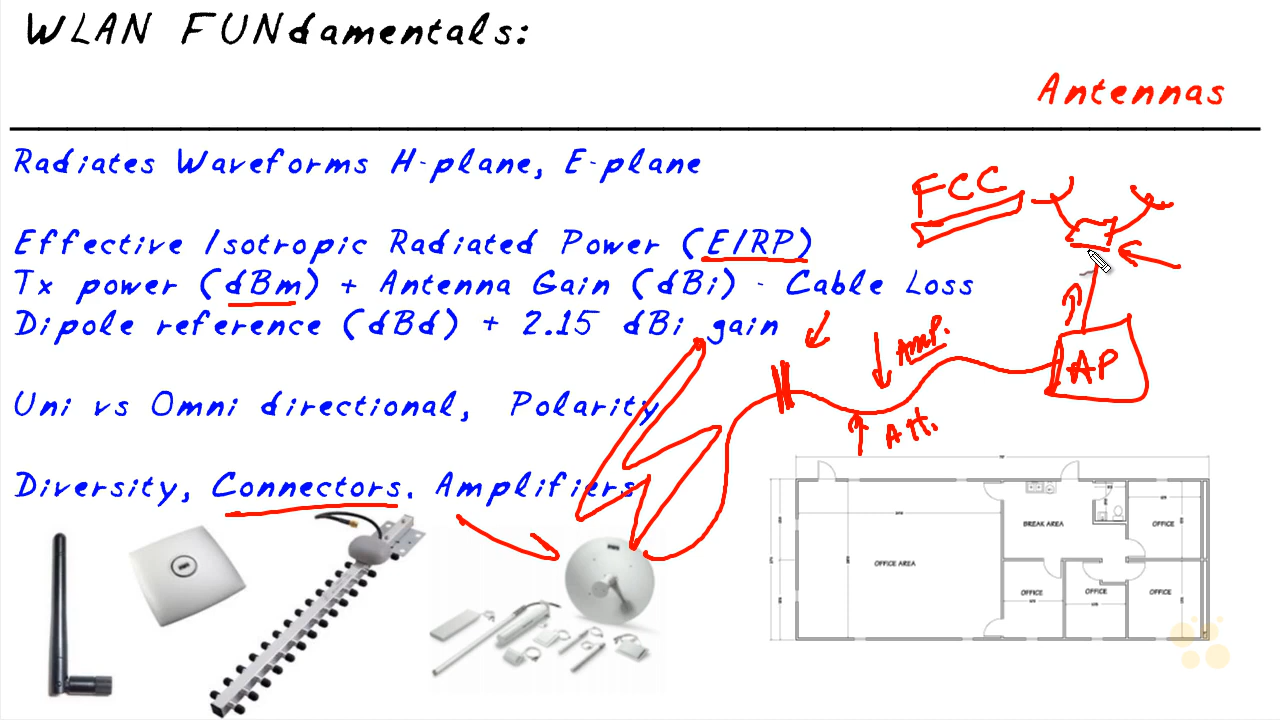 WLAN FUNdamentals:
Antennas
Radiates Waveforms H-plane, E-plane
FCC
Effective Isotropic Radiated Power (EIRP)
Tx power (dBm) + Antenna Gain (dBi) - Cable Loss
Dipole reference (dBd) + 2.15 dBi gain
Amp.
AP
Uni vs Omni directional, Polarity
Att.
Diversity, Connectors. Amplifiers
BREAK AREA
OFFICE
OFFICE AREA
OFFICE
OFFICE
OFFICE